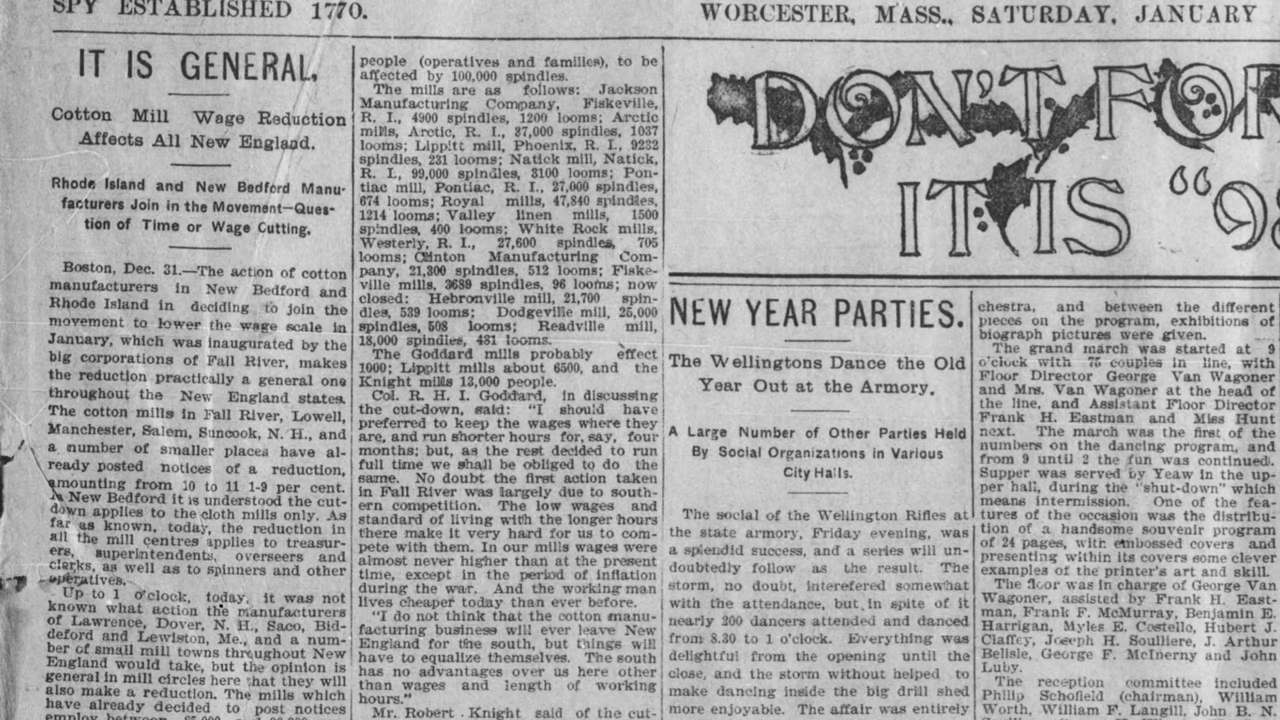 SPY ESTABLISHED 1770.
WORCESTER, MASS., SATURDAY, JANUARY
IT IS GENERAL.
Cotton Mill Wage Reduction
Affects All New England.
Rhode Island and New Bedford Manu-
facturers Join in the Movement—Ques-
tion of Time or Wage Cutting.
Boston, Dec. 31.—The action of cotton
manufacturers in New Bedford and
Rhode Island in deciding to join the
movement to lower the wage scale in
January, which was inaugurated by the
big corporations of Fall River, makes
the reduction practically a general one
throughout the New England states.
The cotton mills in Fall River, Lowell,
Manchester, Salem, Suncook, N. H., and
a number of smaller places have al-
ready posted notices of a reduction,
amounting from 10 to 11 1-9 per cent.
New Bedford it is understood the cut-
down applies to the cloth mills only. As
far as known, today, the reduction in
all the mill centres applies to treasur-
ers, superintendents, overseers and
clerks, as well as to spinners and other
operatives.
Up to 1 o'clock, today, it was not
known what action the manufacturers
of Lawrence, Dover, N. H., Saco, Bid-
deford and Lewiston, Me., and a num-
ber of small mill towns throughout New
England would take, but the opinion is
general in mill circles here that they will
also make a reduction. The mills which
have already decided to post notices
employ between
people (operatives and families), to be
affected by 100,000 spindles.
The mills are as follows: Jackson
Manufacturing Company, Fiskeville,
R. I., 4900 spindles, 1200 looms; Arctic
mills, Arctic, R. I., 37,000 spindles, 1037
looms; Lippitt mill, Phoenix, R. I., 9232
spindles, 231 looms; Natick mill, Natick,
R. I., 99,000 spindles, 3100 looms; Pon-
tiac mill, Pontiac, R. I., 27,000 spindles,
674 looms; Royal mills, 47,840 spindles,
1214 looms; Valley linen mills, 1500
spindles, 400 looms; White Rock mills,
Westerly, R. I., 27,600 spindles, 705
looms; Clinton Manufacturing Com-
pany, 21,300 spindles, 512 looms; Fiske-
ville mills, 3689 spindles, 96 looms; now
closed: Hebronville mill, 21,700 spin-
dles, 539 looms; Dodgeville mill, 25,000
spindles, 508 looms; Readville mill,
18,000 spindles, 481 looms.
The Goddard mills probably effect
1000; Lippitt mills about 6500, and the
Knight mills 13,000 people.
Col. R. H. I. Goddard, in discussing
the cut-down, said: "I should have
preferred to keep the wages where they
are, and run shorter hours for, say, four
months; but, as the rest decided to run
full time we shall be obliged to do the
same. No doubt the first action taken
in Fall River was largely due to south-
ern competition. The low wages and
standard of living with the longer hours
there make it very hard for us to com-
pete with them. In our mills wages were
almost never higher than at the present
time, except in the period of inflation
during the war. And the working man
lives cheaper today than ever before.
"I do not think that the cotton manu-
facturing business will ever leave New
England for the south, but things will
have to equalize themselves. The south
has no advantages over us here other
than wages and length of working
hours."
Mr. Robert Knight said of the cut-
DON'T FOR
IT IS "98
NEW YEAR PARTIES.
The Wellingtons Dance the Old
Year Out at the Armory.
A Large Number of Other Parties Held
By Social Organizations in Various
City Halls.
The social of the Wellington Rifles at
the state armory, Friday evening, was
a splendid success, and a series will un-
doubtedly follow as the result. The
storm, no doubt, interefered somewhat
with the attendance, but in spite of it
nearly 200 dancers attended and danced
from 8.30 to 1 o'clock. Everything was
delightful from the opening until the
close, and the storm without helped to
make dancing inside the big drill shed
more enjoyable. The affair was entirely
chestra, and between the different
pieces on the program, exhibitions of
biograph pictures were given.
The grand march was started at 9
o'clock with 75 couples in line, with
Floor Director George Van Wagoner
and Mrs. Van Wagoner at the head of
the line, and Assistant Floor Director
Frank H. Eastman and Miss Hunt
next. The march was the first of the
numbers on the dancing program, and
from 9 until 2 the fun was continued.
Supper was served by Yeaw in the up-
per hall, during the "shut-down" which
means intermission. One of the fea-
tures of the occasion was the distribu-
tion of a handsome souvenir program
of 24 pages, with embossed covers and
presenting within its covers some clever
examples of the printer's art and skill.
The floor was in charge of George Van
Wagoner, assisted by Frank H. East-
man, Frank F. McMurray, Benjamin E.
Harrigan, Myles E. Costello, Hubert J.
Claffey, Joseph H. Soulliere, J. Arthur
Belisle, George F. McInerny and John
Luby.
The reception committee included
Philip Schofield (chairman), William
Worth, William F. Langill, John B. N.